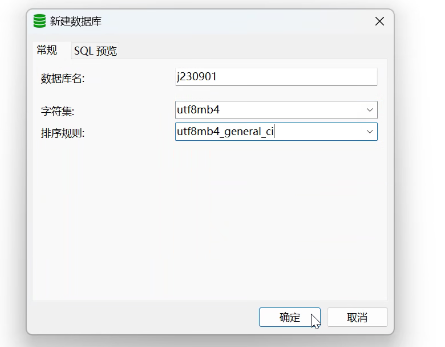 新建数据库
常规 SQL 预览
数据库名: j230901
字符集: utf8mb4
排序规则: utf8mb4_general_ci
确定 取消